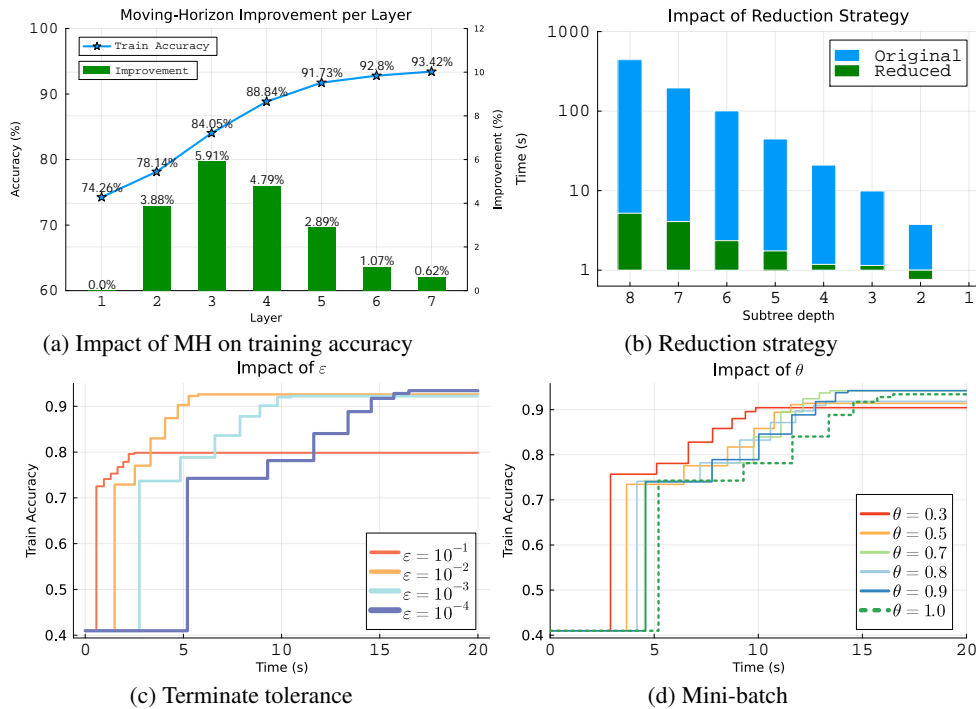 Moving-Horizon Improvement per Layer
100
90
80
70
60
Accuracy (%)
Train Accuracy
Improvement
74.26%
78.14%
84.05%
88.84%
91.73%
92.8%
93.42%
0.0%
3.88%
5.91%
4.79%
2.89%
1.07%
0.62%
12
10
8
6
4
2
0
Improvement (%)
1 2 3 4 5 6 7
Layer
(a) Impact of MH on training accuracy
Impact of Reduction Strategy
1000
100
10
1
Time (s)
Original
Reduced
8 7 6 5 4 3 2 1
Subtree depth
(b) Reduction strategy
Impact of ε
0.9
0.8
0.7
0.6
0.5
0.4
Train Accuracy
ε = 10⁻¹
ε = 10⁻²
ε = 10⁻³
ε = 10⁻⁴
0 5 10 15 20
Time (s)
(c) Terminate tolerance
Impact of θ
0.9
0.8
0.7
0.6
0.5
0.4
Train Accuracy
θ = 0.3
θ = 0.5
θ = 0.7
θ = 0.8
θ = 0.9
θ = 1.0
0 5 10 15 20
Time (s)
(d) Mini-batch